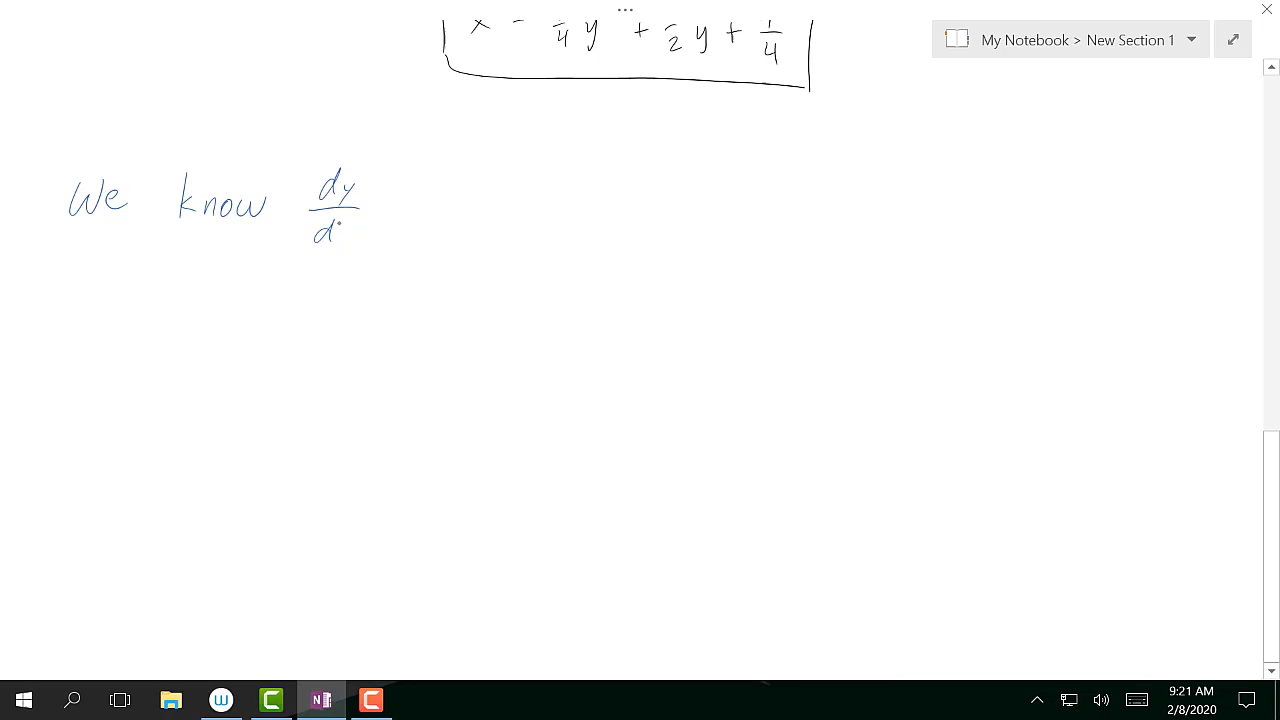 My Notebook > New Section 1
x = 1/4 y + 1/2 y + 1/4
We know dy/d
W
N
9:21 AM
2/8/2020